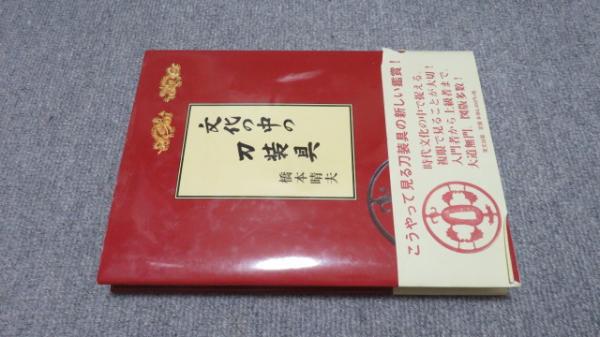 文化の中の
刀装具
橋本晴夫
こうやって見る刀装具の新しい鑑賞！
時代文化の中で捉える、
複眼で見ることが大切！
入門者から上級者まで、
大道無門、図版多数！